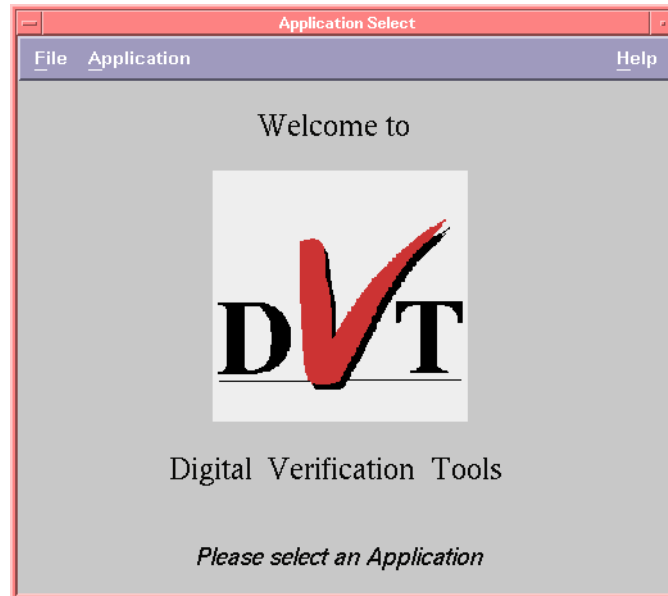 Application Select
File Application Help
Welcome to
DVT
Digital Verification Tools
Please select an Application